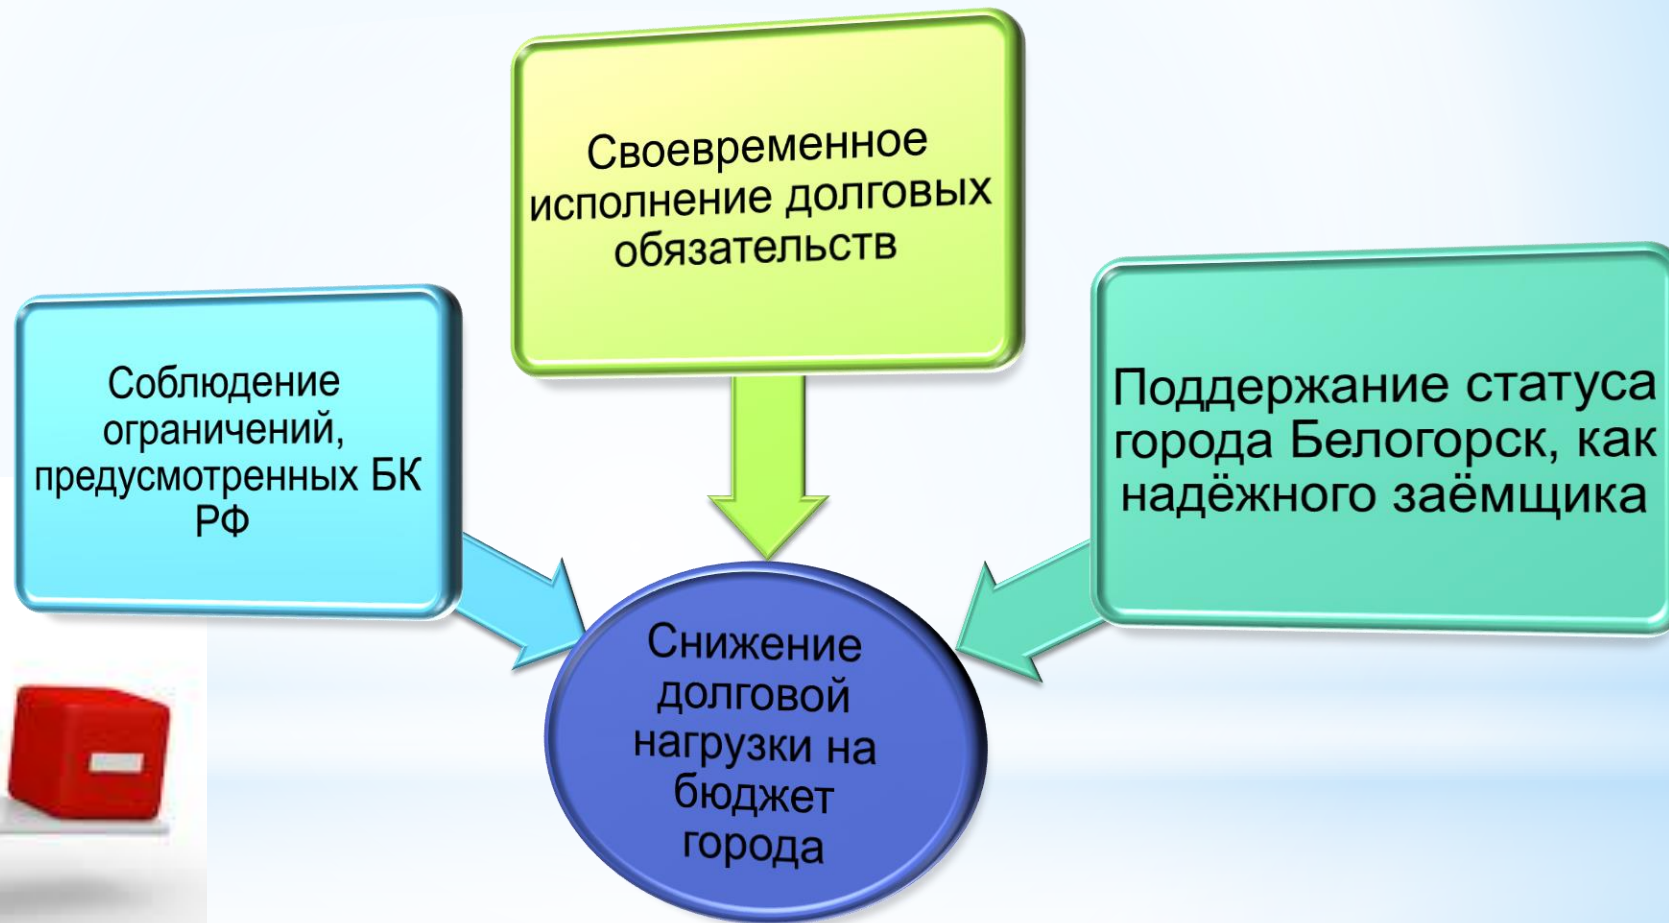 Своевременное
исполнение долговых
обязательств
Соблюдение
ограничений,
предусмотренных БК
РФ
Поддержание статуса
города Белогорск, как
надёжного заёмщика
Снижение
долговой
нагрузки на
бюджет
города